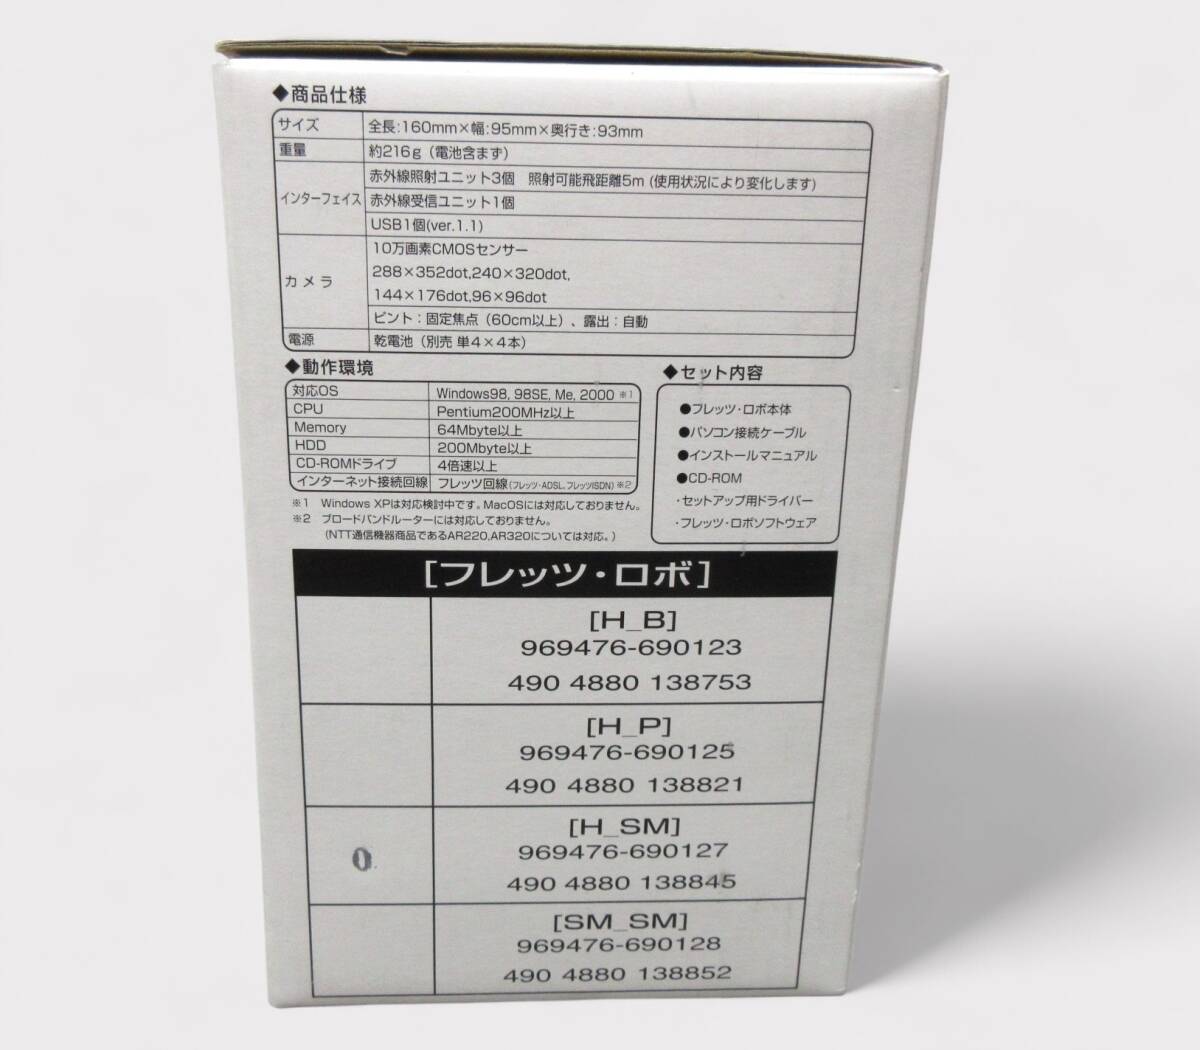 ◆商品仕様
サイズ 全長:160mm×幅:95mm×奥行き:93mm
重量 約216g（電池含まず）
インターフェイス 赤外線照射ユニット3個 照射可能飛距離5m (使用状況により変化します)
赤外線受信ユニット1個
USB1個(ver.1.1)
カメラ 10万画素CMOSセンサー
288×352dot,240×320dot,
144×176dot,96×96dot
ピント：固定焦点（60cm以上）、露出：自動
電源 乾電池（別売 単4×4本）
◆動作環境
対応OS Windows98, 98SE, Me, 2000 ※1
CPU Pentium200MHz以上
Memory 64Mbyte以上
HDD 200Mbyte以上
CD-ROMドライブ 4倍速以上
インターネット接続回線 フレッツ回線(フレッツ・ADSL,フレッツISDN)※2
※1 Windows XPは対応検討中です。MacOSには対応しておりません。
※2 ブロードバンドルーターには対応しておりません。
(NTT通信機器商品であるAR220,AR320については対応。)
◆セット内容
●フレッツ・ロボ本体
●パソコン接続ケーブル
●インストールマニュアル
●CD-ROM
・セットアップ用ドライバー
・フレッツ・ロボソフトウェア
[フレッツ・ロボ]
[H_B]
969476-690123
490 4880 138753
[H_P]
969476-690125
490 4880 138821
[H_SM]
969476-690127
490 4880 138845
[SM_SM]
969476-690128
490 4880 138852